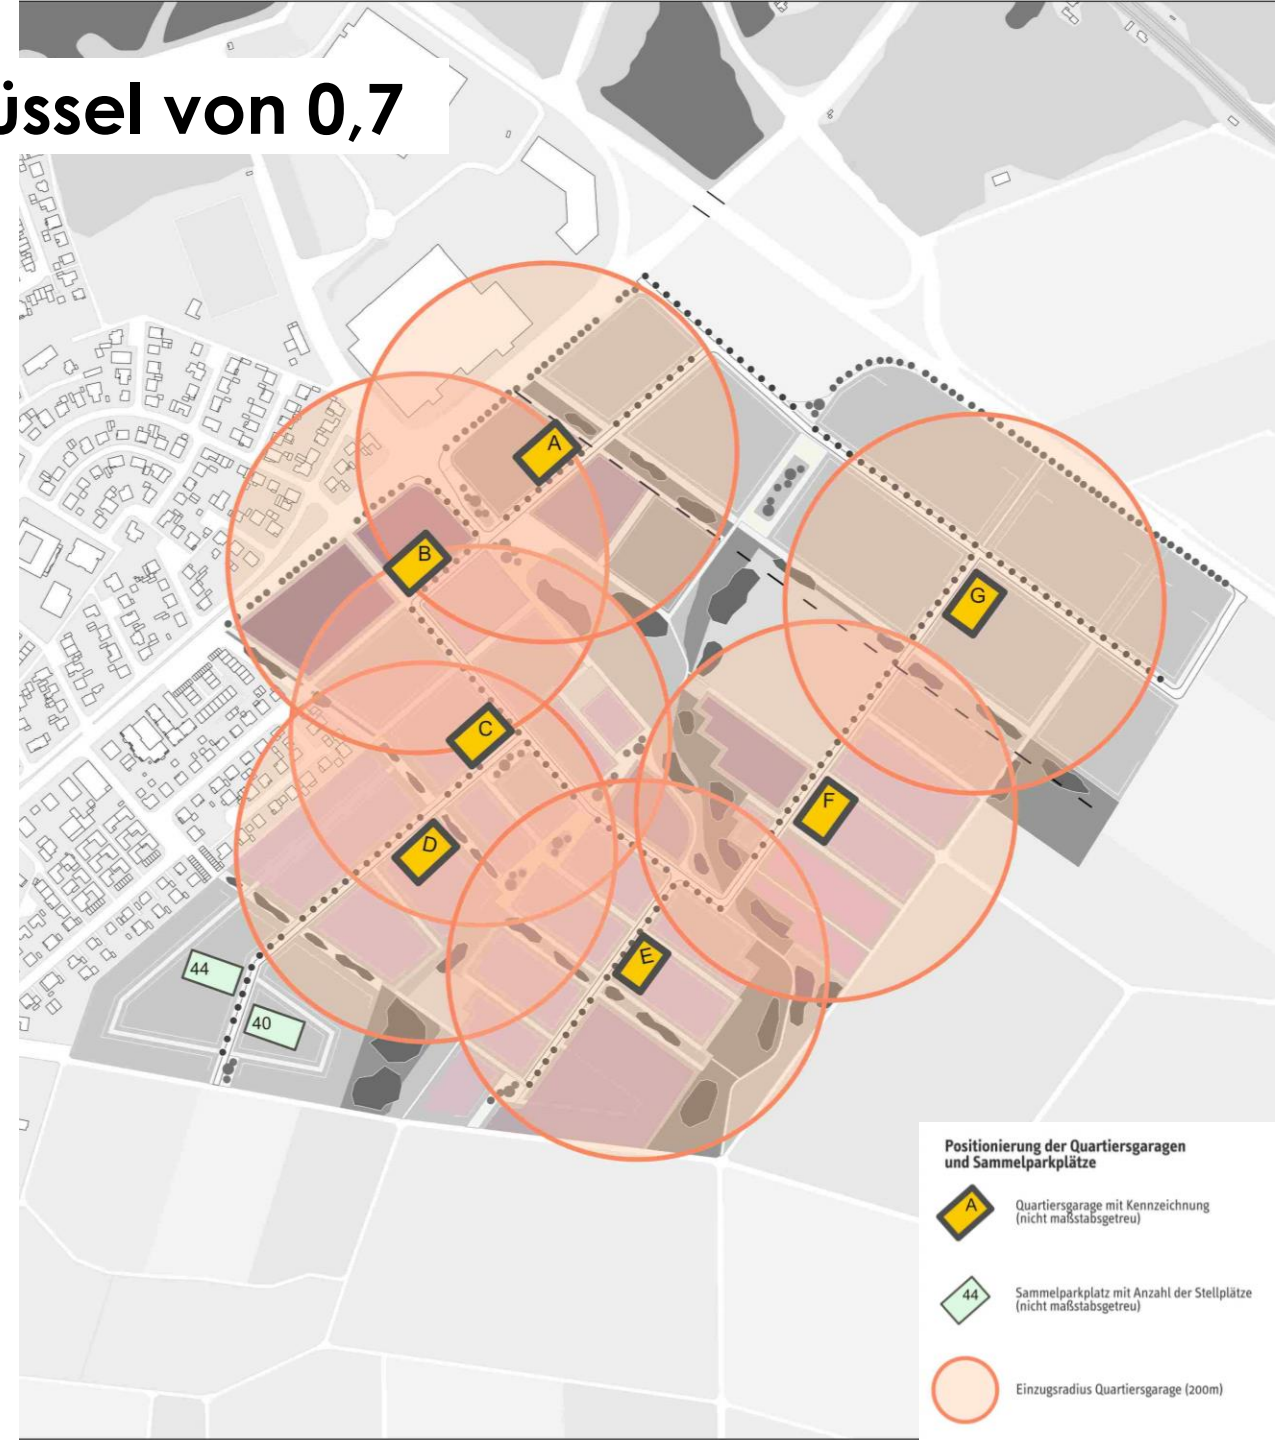 üssel von 0,7
A
B
G
C
F
D
E
44
40
Positionierung der Quartiersgaragen
und Sammelparkplätze
A
Quartiersgarage mit Kennzeichnung
(nicht maßstabsgetreu)
44
Sammelparkplatz mit Anzahl der Stellplätze
(nicht maßstabsgetreu)
Einzugsradius Quartiersgarage (200m)